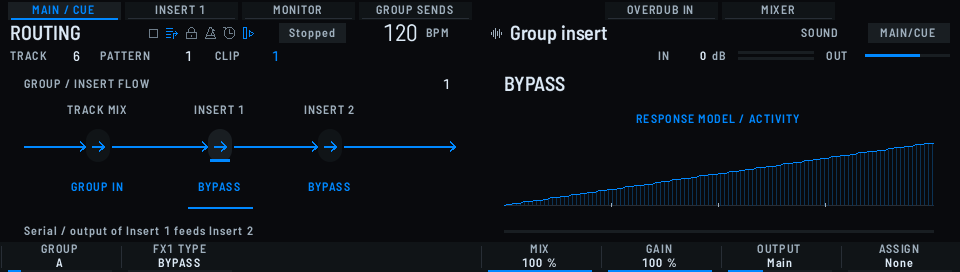 MAIN / CUE INSERT 1 MONITOR GROUP SENDS OVERDUB IN MIXER
ROUTING Stopped 120 BPM Group insert SOUND MAIN/CUE
TRACK 6 PATTERN 1 CLIP 1 IN 0 dB OUT
GROUP / INSERT FLOW 1 BYPASS
TRACK MIX INSERT 1 INSERT 2
RESPONSE MODEL / ACTIVITY
GROUP IN BYPASS BYPASS
Serial / output of Insert 1 feeds Insert 2
GROUP FX1 TYPE MIX GAIN OUTPUT ASSIGN
A BYPASS 100 % 100 % Main None